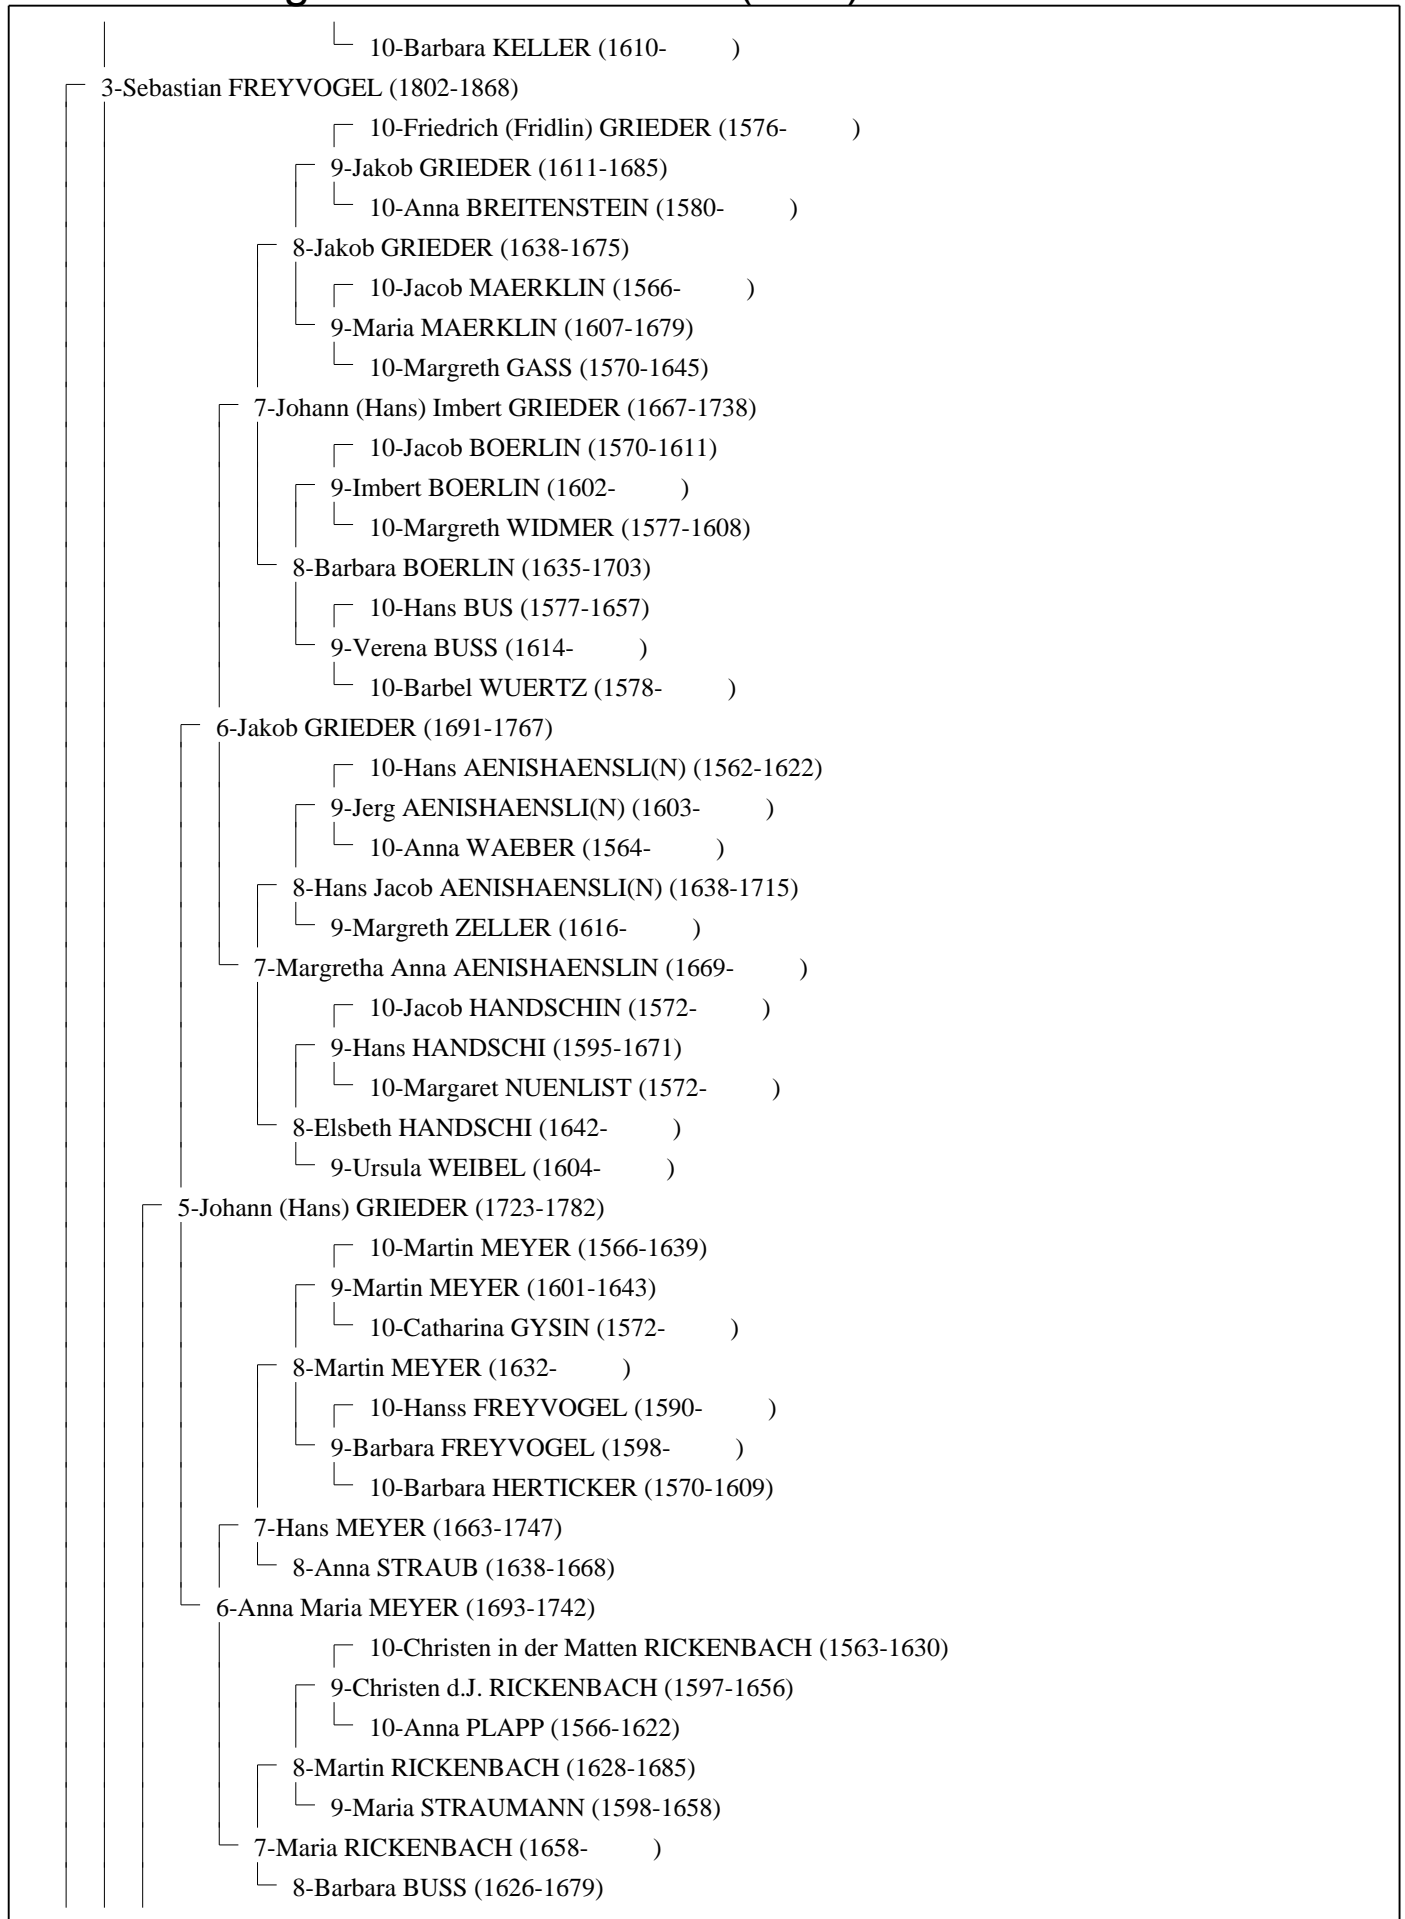 10-Barbara KELLER (1610- )
3-Sebastian FREYVOGEL (1802-1868)
10-Friedrich (Fridlin) GRIEDER (1576- )
9-Jakob GRIEDER (1611-1685)
10-Anna BREITENSTEIN (1580- )
8-Jakob GRIEDER (1638-1675)
10-Jacob MAERKLIN (1566- )
9-Maria MAERKLIN (1607-1679)
10-Margreth GASS (1570-1645)
7-Johann (Hans) Imbert GRIEDER (1667-1738)
10-Jacob BOERLIN (1570-1611)
9-Imbert BOERLIN (1602- )
10-Margreth WIDMER (1577-1608)
8-Barbara BOERLIN (1635-1703)
10-Hans BUS (1577-1657)
9-Verena BUSS (1614- )
10-Barbel WUERTZ (1578- )
6-Jakob GRIEDER (1691-1767)
10-Hans AENISHAENSLI(N) (1562-1622)
9-Jerg AENISHAENSLI(N) (1603- )
10-Anna WAEBER (1564- )
8-Hans Jacob AENISHAENSLI(N) (1638-1715)
9-Margreth ZELLER (1616- )
7-Margretha Anna AENISHAENSLIN (1669- )
10-Jacob HANDSCHIN (1572- )
9-Hans HANDSCHI (1595-1671)
10-Margaret NUENLIST (1572- )
8-Elsbeth HANDSCHI (1642- )
9-Ursula WEIBEL (1604- )
5-Johann (Hans) GRIEDER (1723-1782)
10-Martin MEYER (1566-1639)
9-Martin MEYER (1601-1643)
10-Catharina GYSIN (1572- )
8-Martin MEYER (1632- )
10-Hanss FREYVOGEL (1590- )
9-Barbara FREYVOGEL (1598- )
10-Barbara HERTICKER (1570-1609)
7-Hans MEYER (1663-1747)
8-Anna STRAUB (1638-1668)
6-Anna Maria MEYER (1693-1742)
10-Christen in der Matten RICKENBACH (1563-1630)
9-Christen d.J. RICKENBACH (1597-1656)
10-Anna PLAPP (1566-1622)
8-Martin RICKENBACH (1628-1685)
9-Maria STRAUMANN (1598-1658)
7-Maria RICKENBACH (1658- )
8-Barbara BUSS (1626-1679)